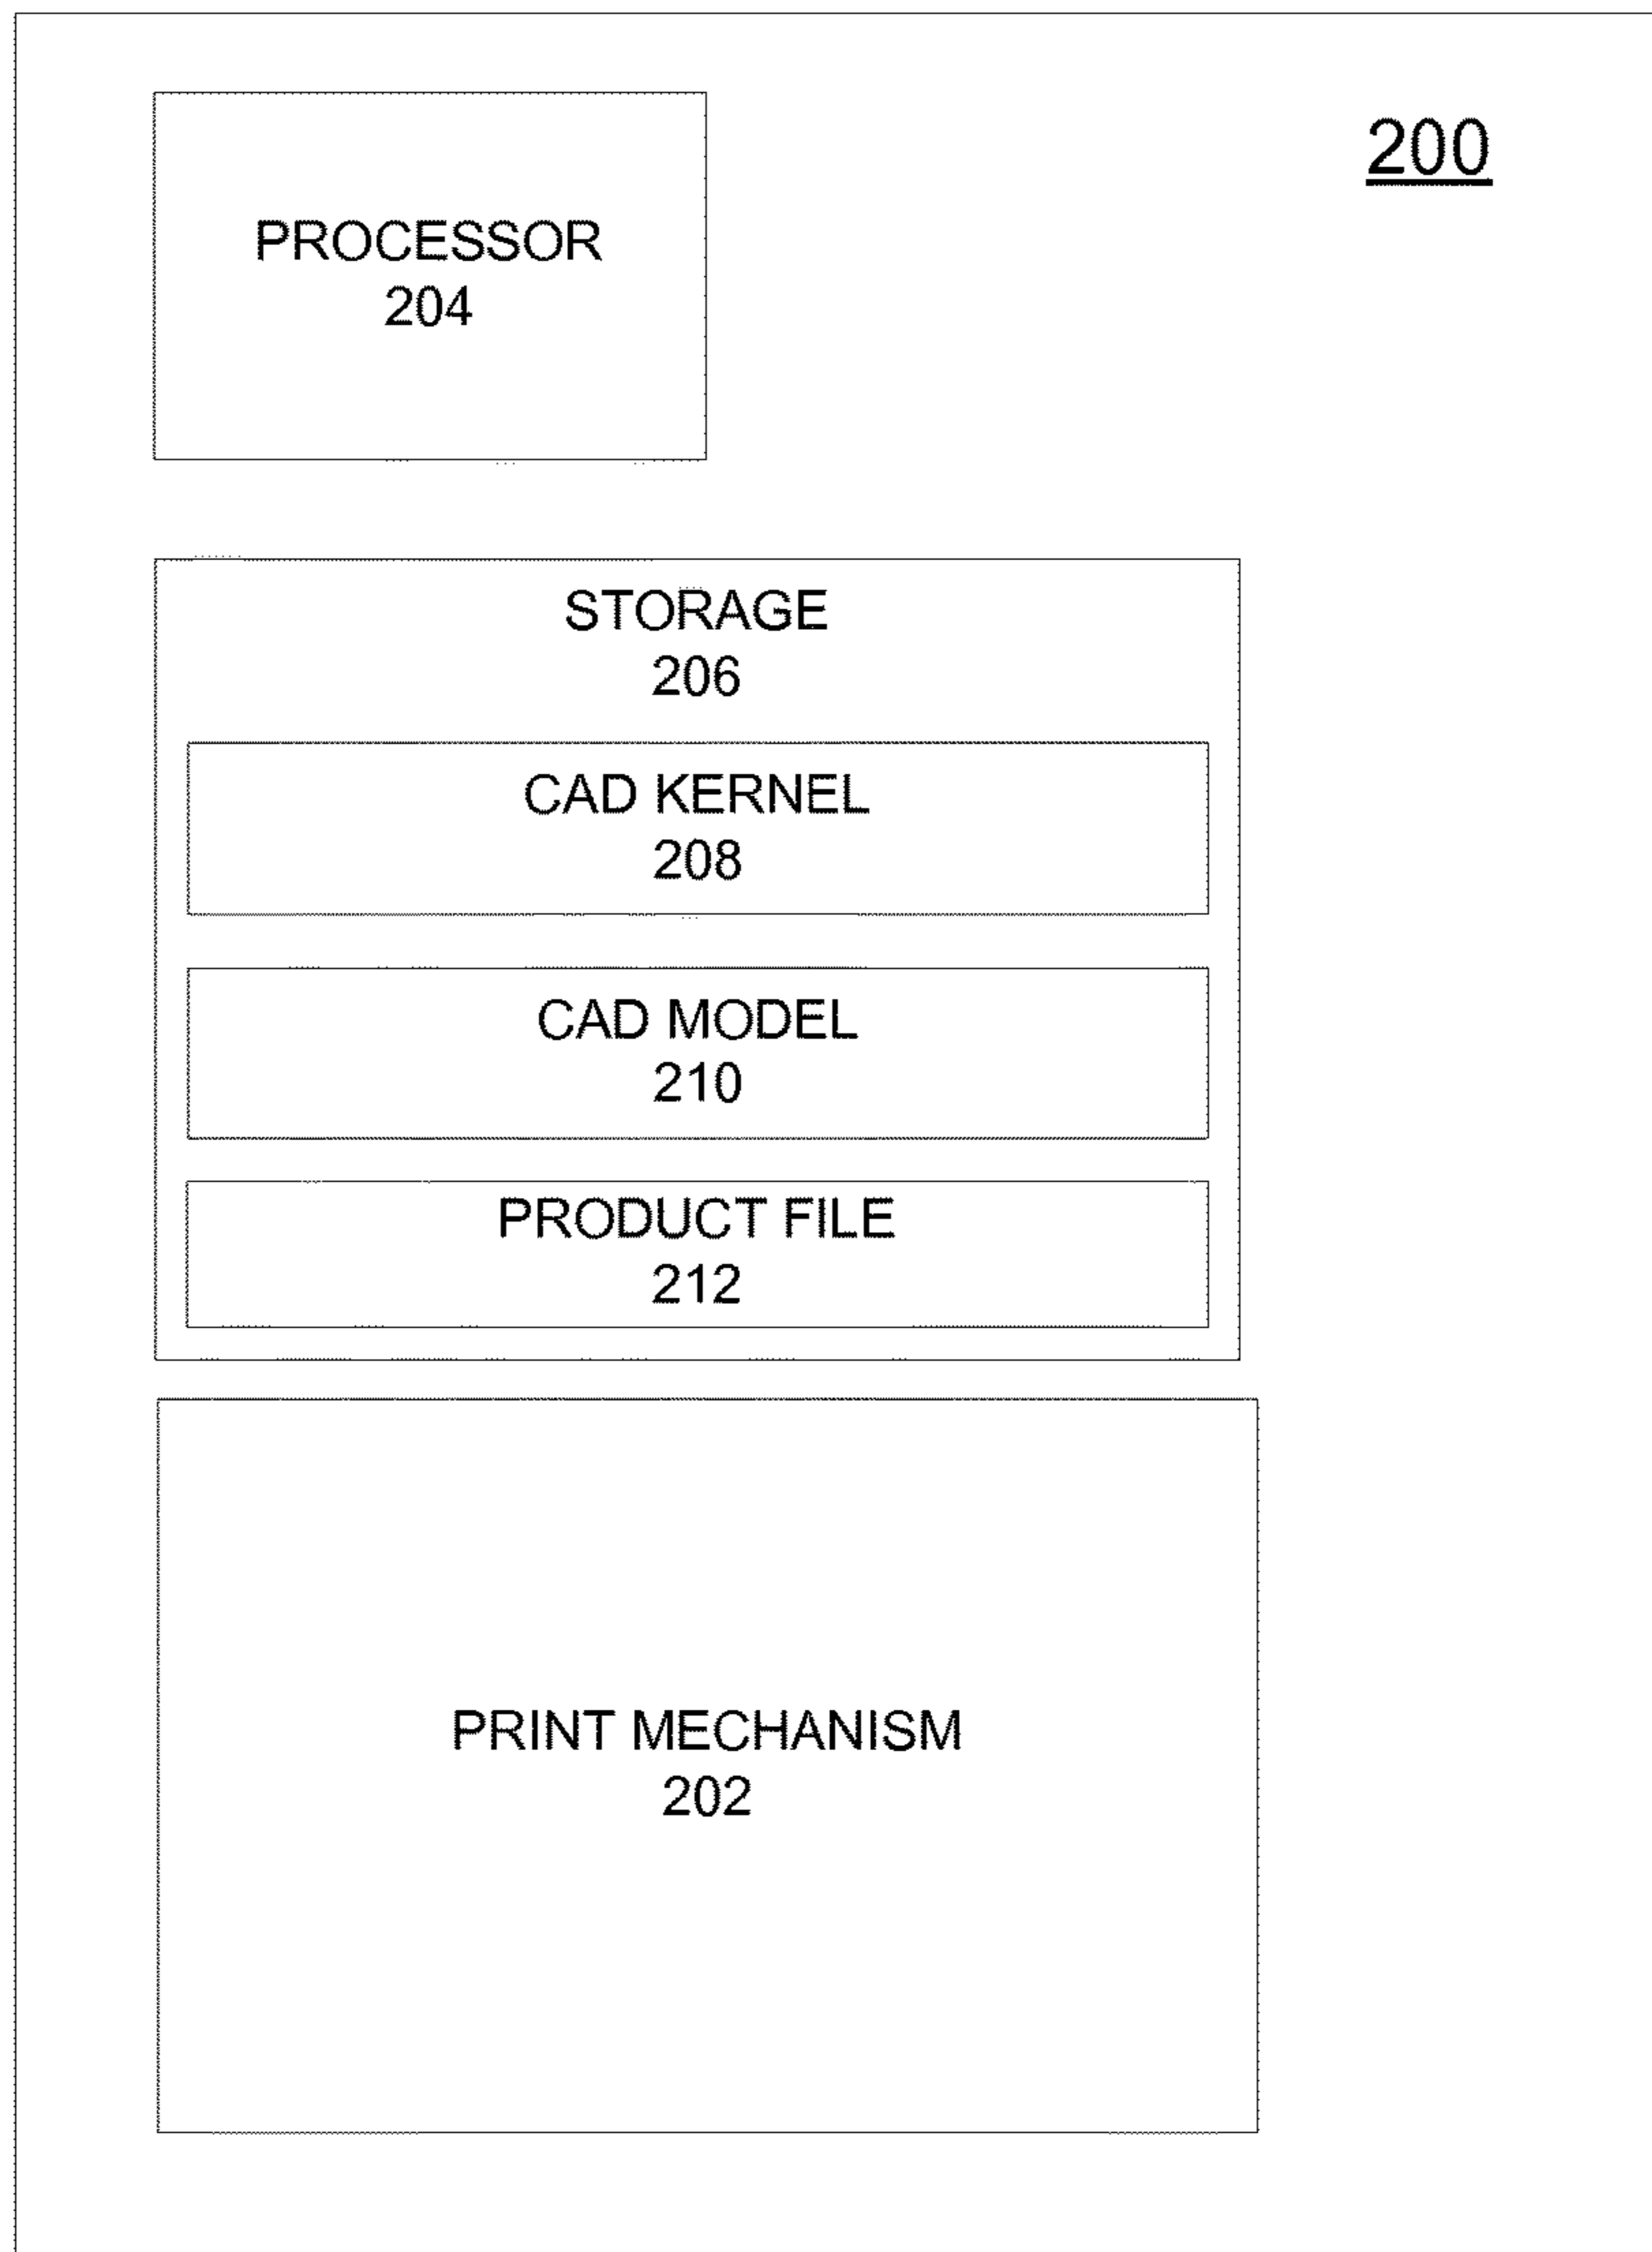 200
PROCESSOR
204
STORAGE
206
CAD KERNEL
208
CAD MODEL
210
PRODUCT FILE
212
PRINT MECHANISM
202